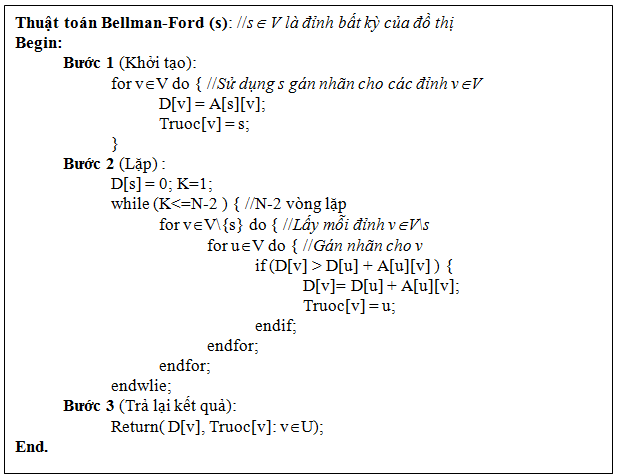 Thuật toán Bellman-Ford (s): //s ∈ V là đỉnh bất kỳ của đồ thị
Begin:
Bước 1 (Khởi tạo):
for v∈V do { //Sử dụng s gán nhãn cho các đỉnh v∈V
D[v] = A[s][v];
Truoc[v] = s;
}
Bước 2 (Lặp) :
D[s] = 0; K=1;
while (K<=N-2 ) { //N-2 vòng lặp
for v∈V\{s} do { //Lấy mỗi đỉnh v∈V\s
for u∈V do { //Gán nhãn cho v
if (D[v] > D[u] + A[u][v] ) {
D[v]= D[u] + A[u][v];
Truoc[v] = u;
endif;
endfor;
endfor;
endwlie;
Bước 3 (Trả lại kết quả):
Return( D[v], Truoc[v]: v∈U);
End.